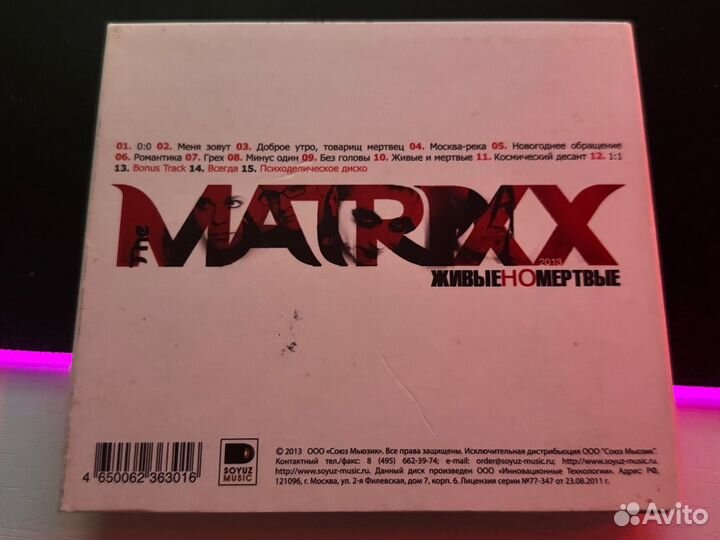 01. 0:0 02. Меня зовут 03. Доброе утро, товарищ мертвец 04. Москва-река 05. Новогоднее обращение
06. Романтика 07. Грех 08. Минус один 09. Без головы 10. Живые и мертвые 11. Космический десант 12. 1:1
13. Bonus Track 14. Всегда 15. Психоделическое диско
The MATRIXX
2013
ЖИВЫЕНОМЕРТВЫЕ
4 650062 363016
SOYUZ
MUSIC
© 2013 ООО «Союз Мьюзик». Все права защищены. Исключительная дистрибьюция ООО "Союз Мьюзик".
Контактный тел./факс: 8 (495) 662-39-74; e-mail: order@soyuz-music.ru; http://www.soyuz-music.ru.
http://www.soyuz-music.ru. Данный диск произведен ООО «Инновационные Технологии». Адрес: РФ,
121096, г. Москва, ул. 2-я Филевская, дом 7, корп. 6. Лицензия серии №77-347 от 23.08.2011 г.
Avito